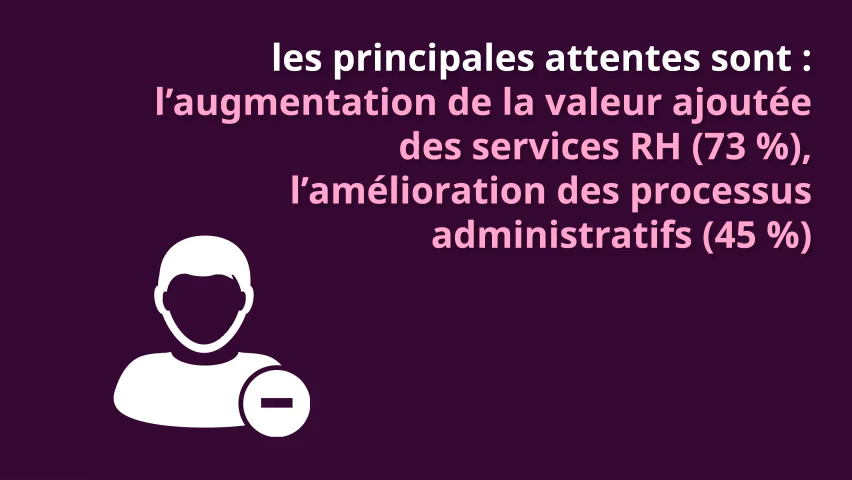 les principales attentes sont :
l’augmentation de la valeur ajoutée
des services RH (73 %),
l’amélioration des processus
administratifs (45 %)